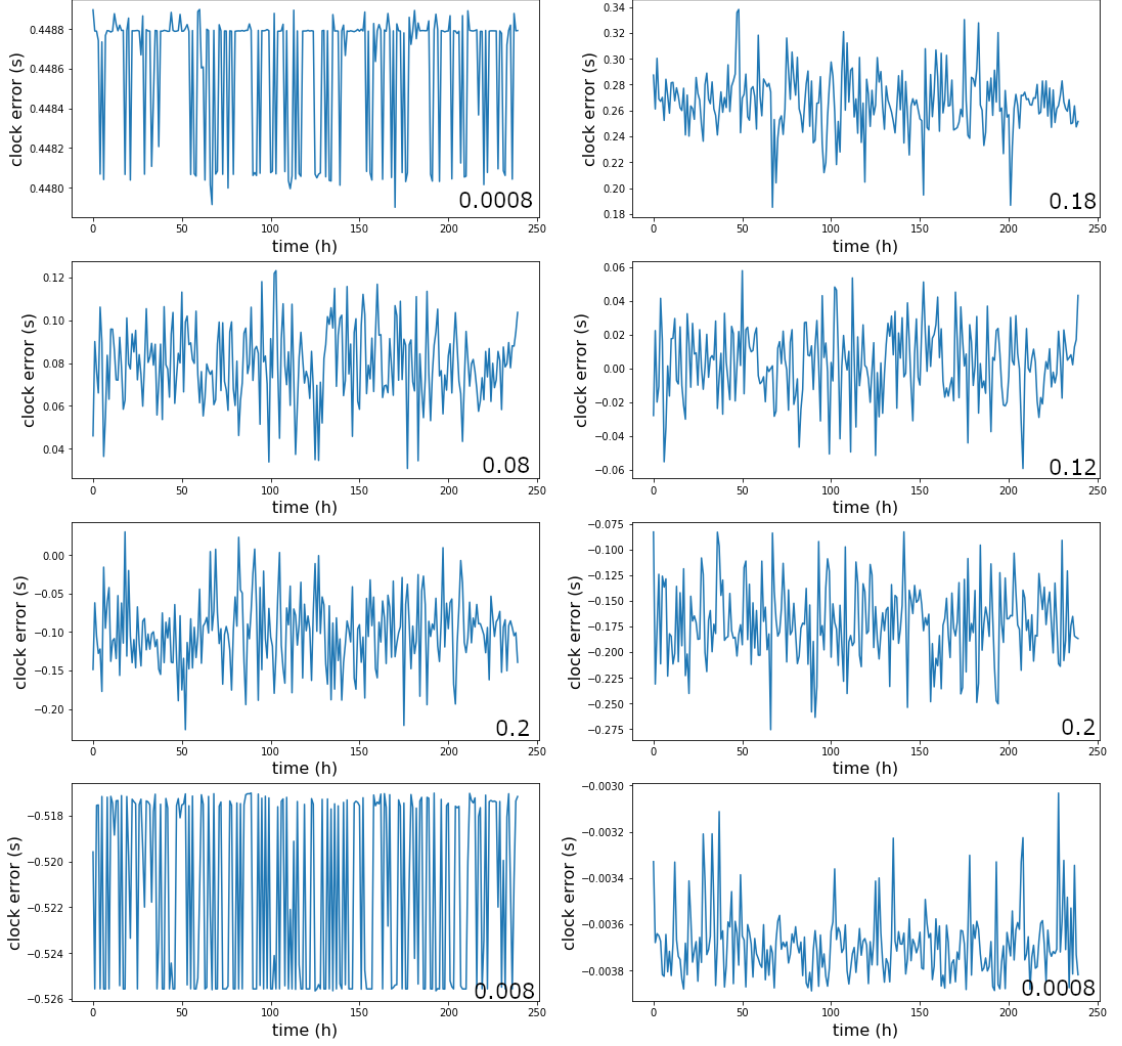 clock error (s)
0.4488
0.4486
0.4484
0.4482
0.4480
0.0008
0 50 100 150 200 250
time (h)
clock error (s)
0.34
0.32
0.30
0.28
0.26
0.24
0.22
0.20
0.18
0.18
0 50 100 150 200 250
time (h)
clock error (s)
0.12
0.10
0.08
0.06
0.04
0.08
0 50 100 150 200 250
time (h)
clock error (s)
0.06
0.04
0.02
0.00
−0.02
−0.04
−0.06
0.12
0 50 100 150 200 250
time (h)
clock error (s)
0.00
−0.05
−0.10
−0.15
−0.20
0.2
0 50 100 150 200 250
time (h)
clock error (s)
−0.075
−0.100
−0.125
−0.150
−0.175
−0.200
−0.225
−0.250
−0.275
0.2
0 50 100 150 200 250
time (h)
clock error (s)
−0.518
−0.520
−0.522
−0.524
−0.526
0.008
0 50 100 150 200 250
time (h)
clock error (s)
−0.0030
−0.0032
−0.0034
−0.0036
−0.0038
0.0008
0 50 100 150 200 250
time (h)